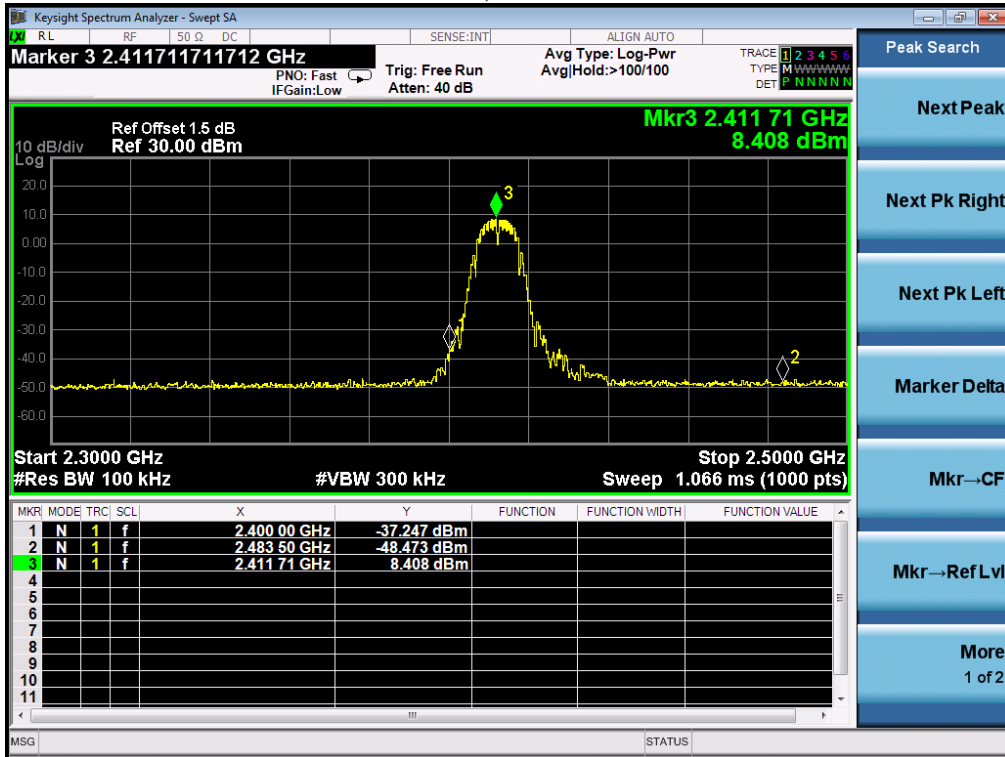 Keysight Spectrum Analyzer - Swept SA
LXI RL RF 50 Ω DC SENSE:INT ALIGN AUTO
Marker 3 2.411711711712 GHz
PNO: Fast
IFGain:Low
Trig: Free Run
Atten: 40 dB
Avg Type: Log-Pwr
Avg|Hold:>100/100
TRACE 1 2 3 4 5 6
TYPE M WWWWW
DET P N N N N N
Peak Search
Mkr3 2.411 71 GHz
8.408 dBm
Ref Offset 1.5 dB
10 dB/div Ref 30.00 dBm
Log
20.0
10.0
0.00
-10.0
-20.0
-30.0
-40.0
-50.0
-60.0
3
1
2
Start 2.3000 GHz Stop 2.5000 GHz
#Res BW 100 kHz #VBW 300 kHz Sweep 1.066 ms (1000 pts)
MKR MODE TRC SCL X Y FUNCTION FUNCTION WIDTH FUNCTION VALUE
1 N 1 f 2.400 00 GHz -37.247 dBm
2 N 1 f 2.483 50 GHz -48.473 dBm
3 N 1 f 2.411 71 GHz 8.408 dBm
4
5
6
7
8
9
10
11
MSG STATUS
Next Peak
Next Pk Right
Next Pk Left
Marker Delta
Mkr→CF
Mkr→Ref Lvl
More
1 of 2